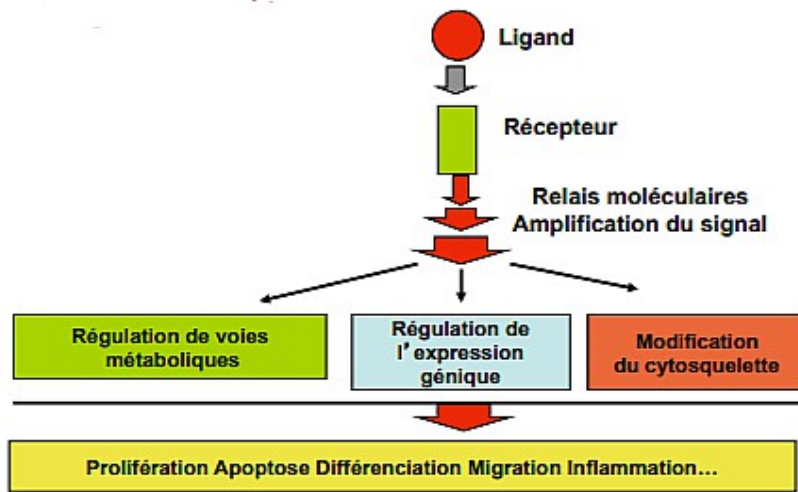 Ligand
Récepteur
Relais moléculaires
Amplification du signal
Régulation de voies
métaboliques
Régulation de
l'expression
génique
Modification
du cytosquelette
Prolifération Apoptose Différenciation Migration Inflammation...